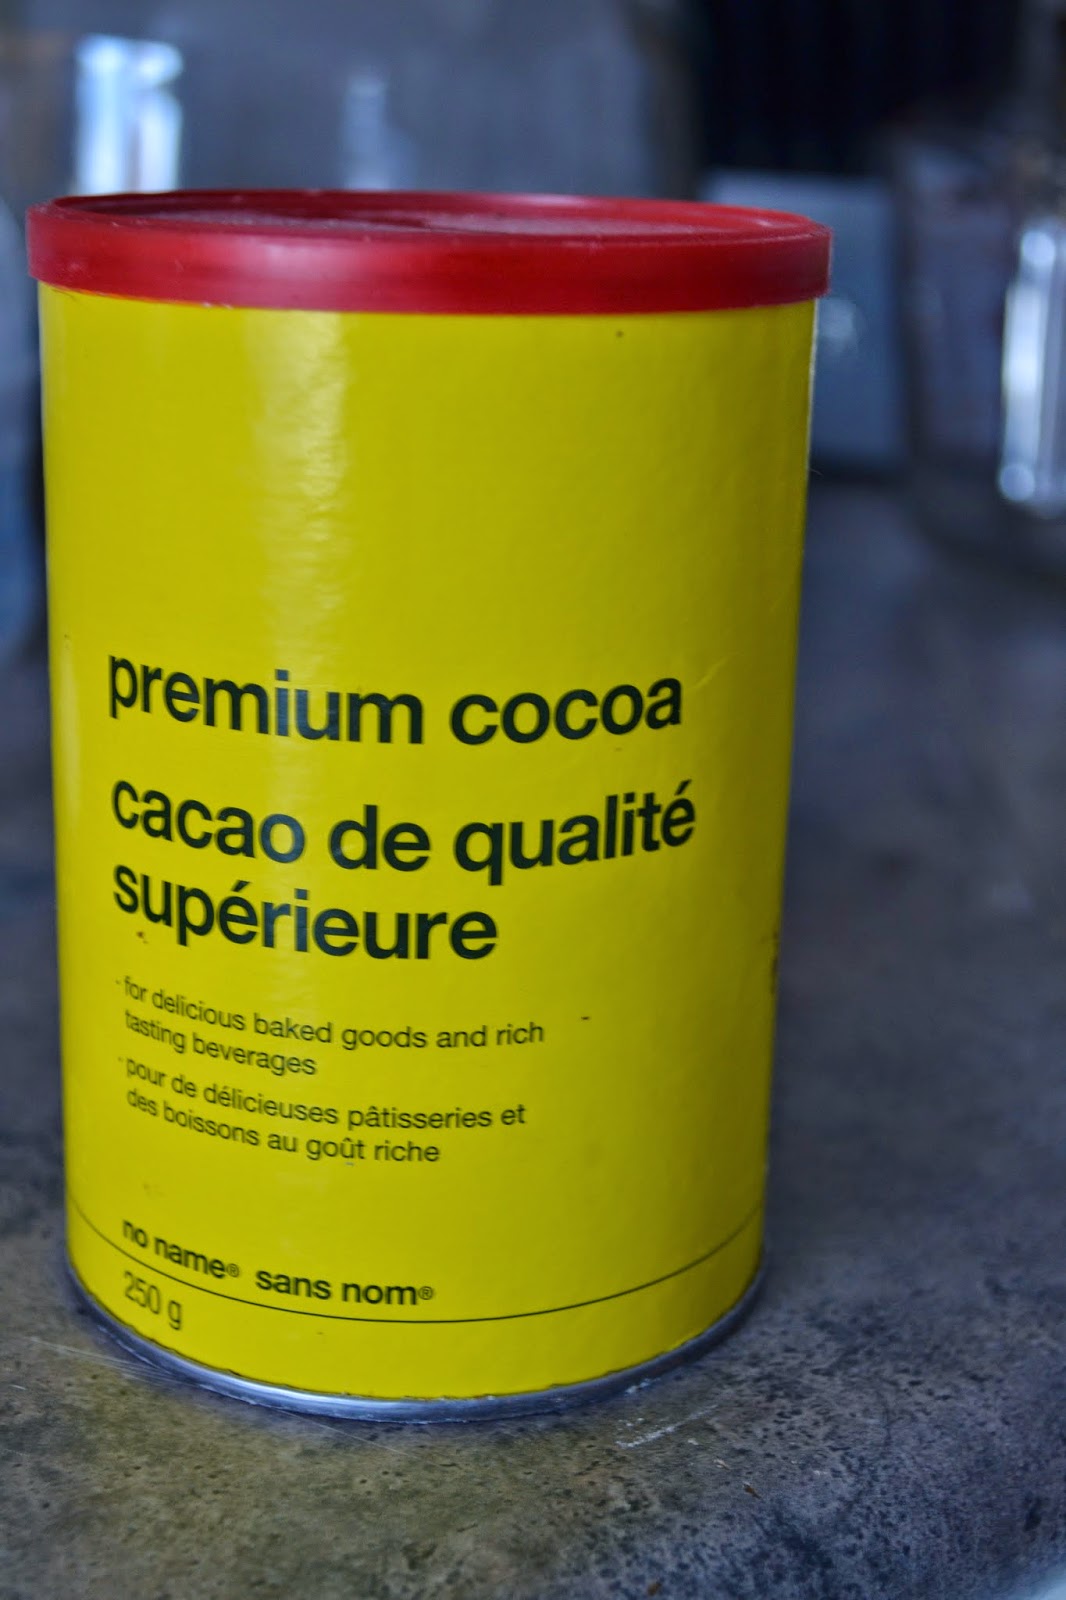 premium cocoa
cacao de qualité
supérieure
· for delicious baked goods and rich
tasting beverages
· pour de délicieuses pâtisseries et
des boissons au goût riche
no name® sans nom®
250 g